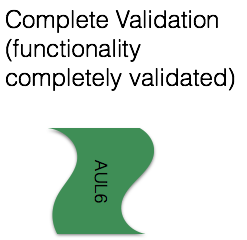 Complete Validation
(functionality
completely validated)
AUL6